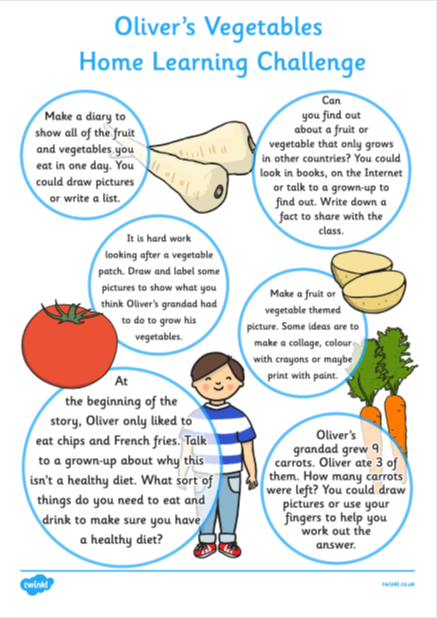 Oliver's Vegetables
Home Learning Challenge
Make a diary to
show all of the fruit
and vegetables you
eat in one day. You
could draw pictures
or write a list.
Can
you find out
about a fruit or
vegetable that only grows
in other countries? You could
look in books, on the Internet
or talk to a grown-up to
find out. Write down a
fact to share with the
class.
It is hard work
looking after a vegetable
patch. Draw and label some
pictures to show what you
think Oliver's grandad had
to do to grow his
vegetables.
Make a fruit or
vegetable themed
picture. Some ideas are to
make a collage, colour
with crayons or maybe
print with paint.
At
the beginning of the
story, Oliver only liked to
eat chips and French fries. Talk
to a grown-up about why this
isn't a healthy diet. What sort of
things do you need to eat and
drink to make sure you have
a healthy diet?
Oliver's
grandad grew 9
carrots. Oliver ate 3 of
them. How many carrots
were left? You could draw
pictures or use your
fingers to help you
work out the
answer.
twinkl
twinkl.co.uk